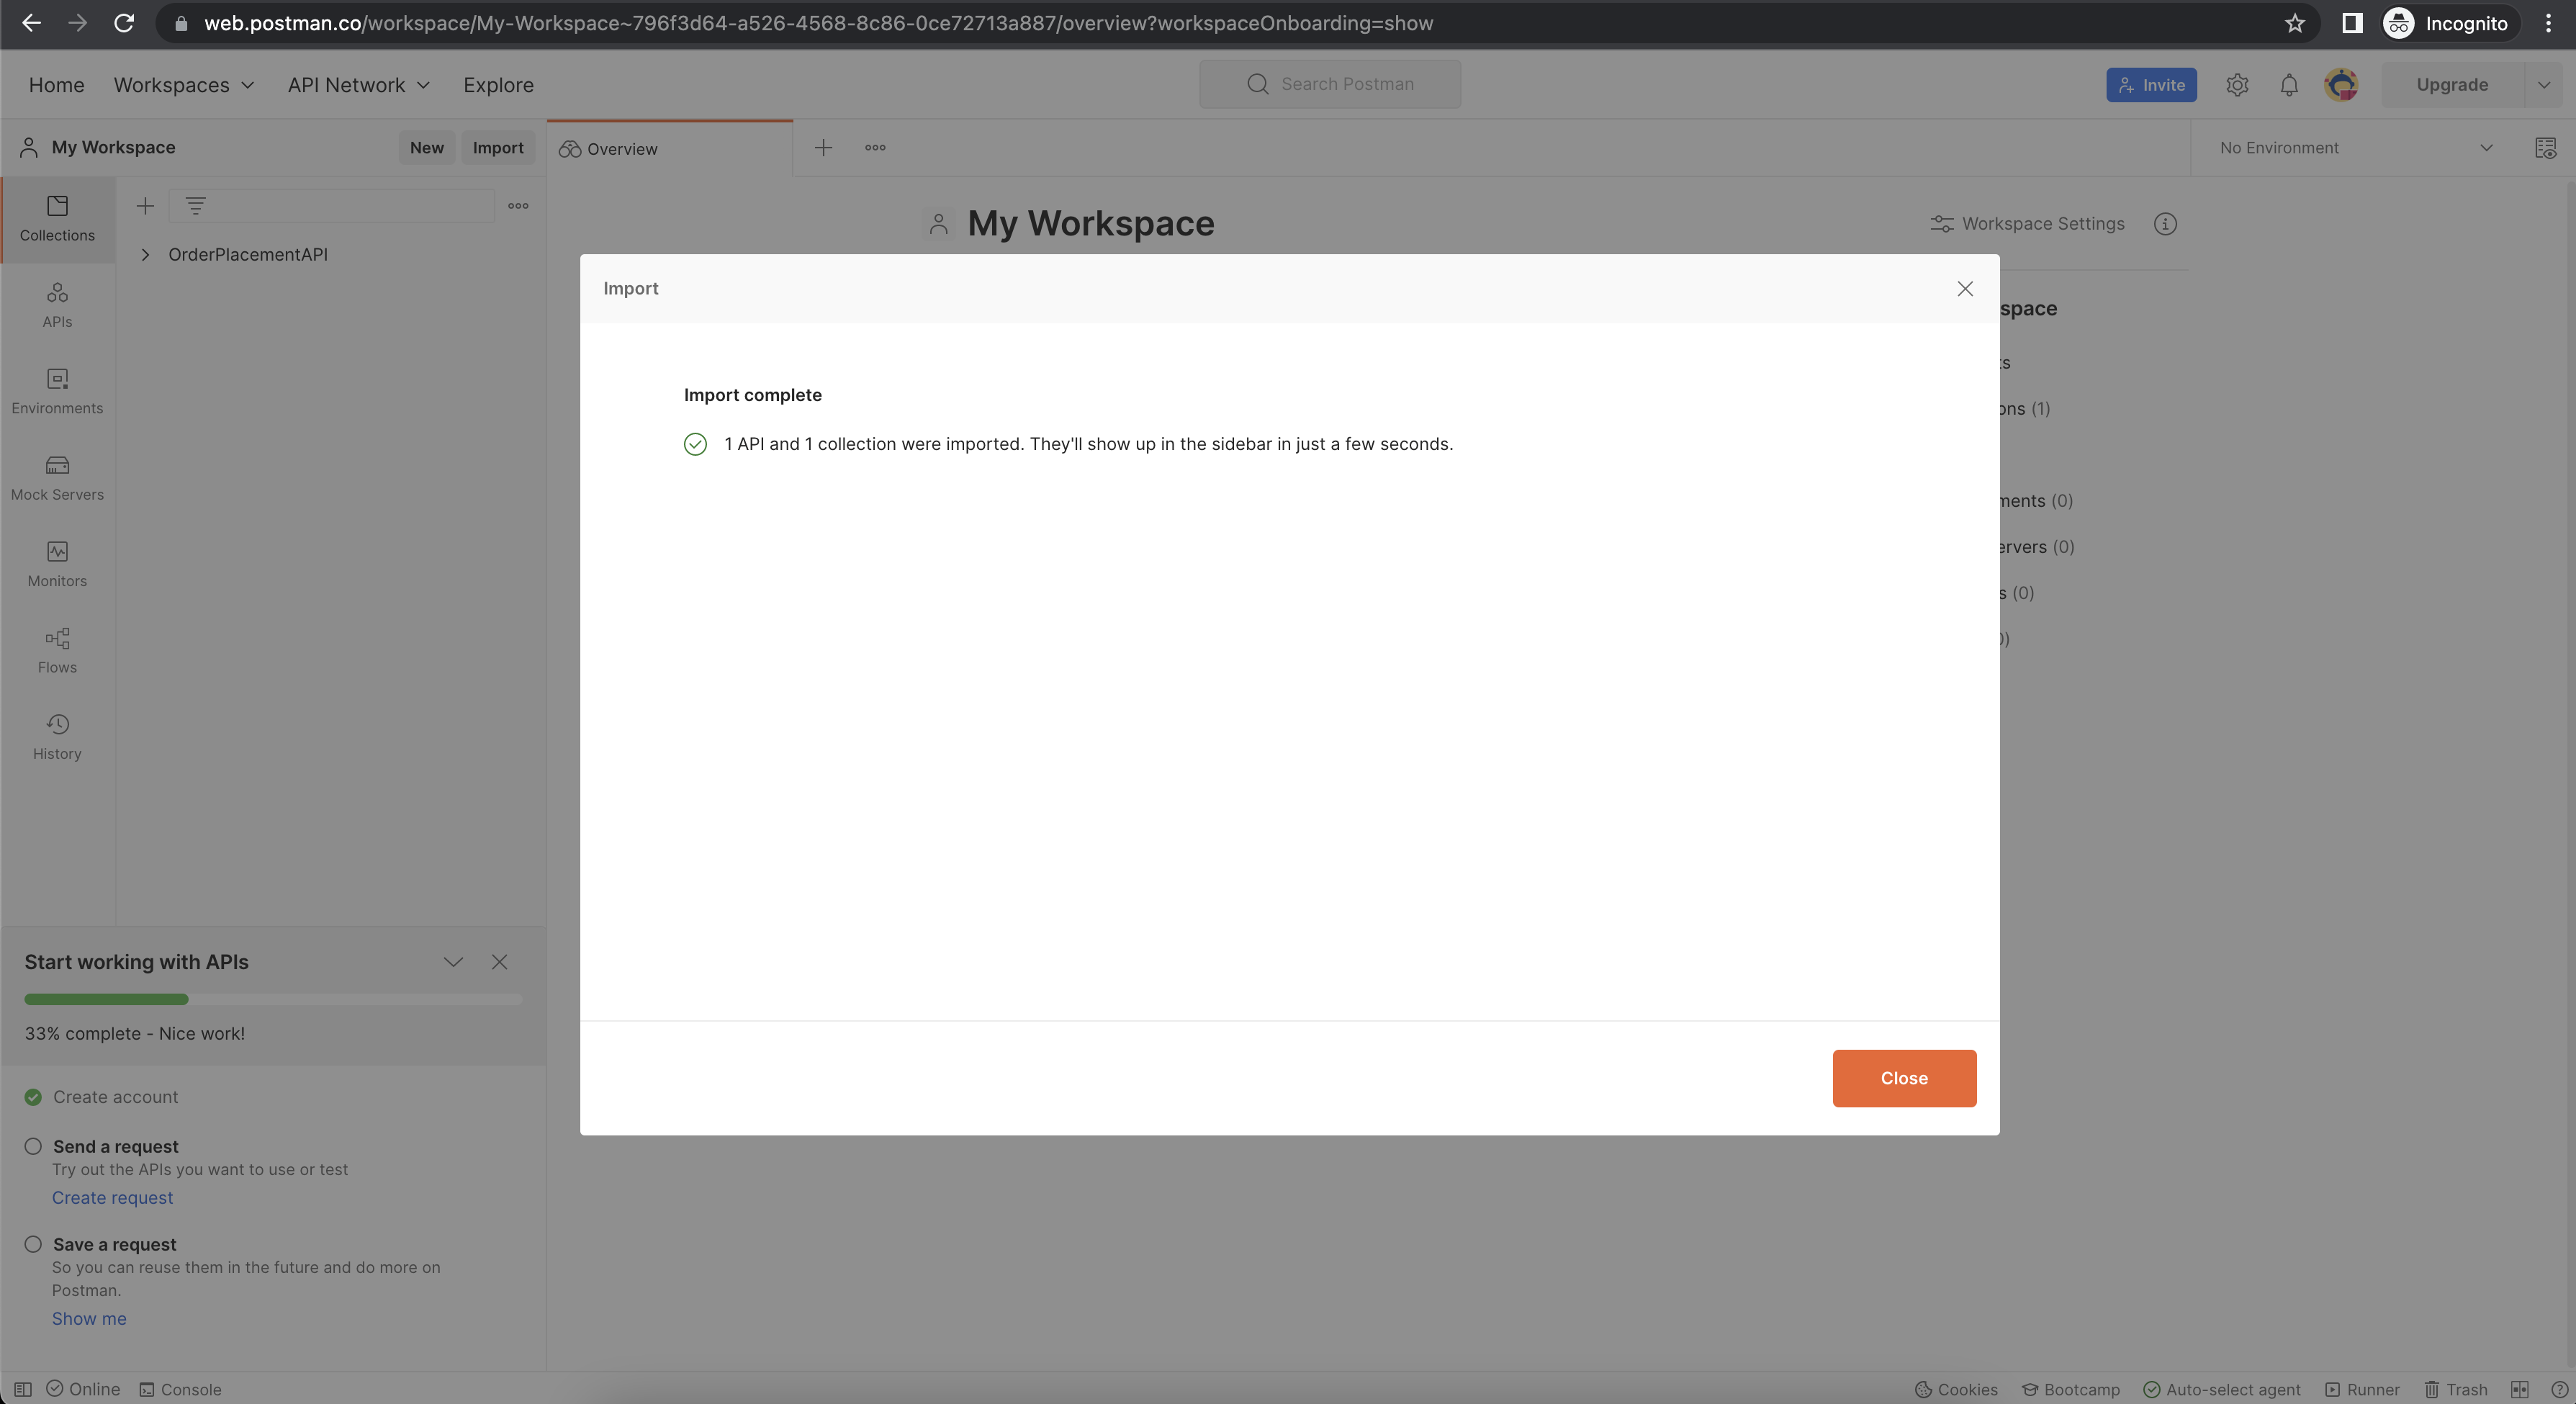 web.postman.co/workspace/My-Workspace~796f3d64-a526-4568-8c86-0ce72713a887/overview?workspaceOnboarding=show
Incognito
Home
Workspaces
API Network
Explore
Search Postman
Invite
Upgrade
My Workspace
New
Import
Overview
No Environment
Collections
OrderPlacementAPI
APIs
Environments
Mock Servers
Monitors
Flows
History
My Workspace
Workspace Settings
Import
Import complete
1 API and 1 collection were imported. They'll show up in the sidebar in just a few seconds.
Close
space
ts
ons (1)
ments (0)
ervers (0)
s (0)
0)
Start working with APIs
33% complete - Nice work!
Create account
Send a request
Try out the APIs you want to use or test
Create request
Save a request
So you can reuse them in the future and do more on
Postman.
Show me
Online
Console
Cookies
Bootcamp
Auto-select agent
Runner
Trash